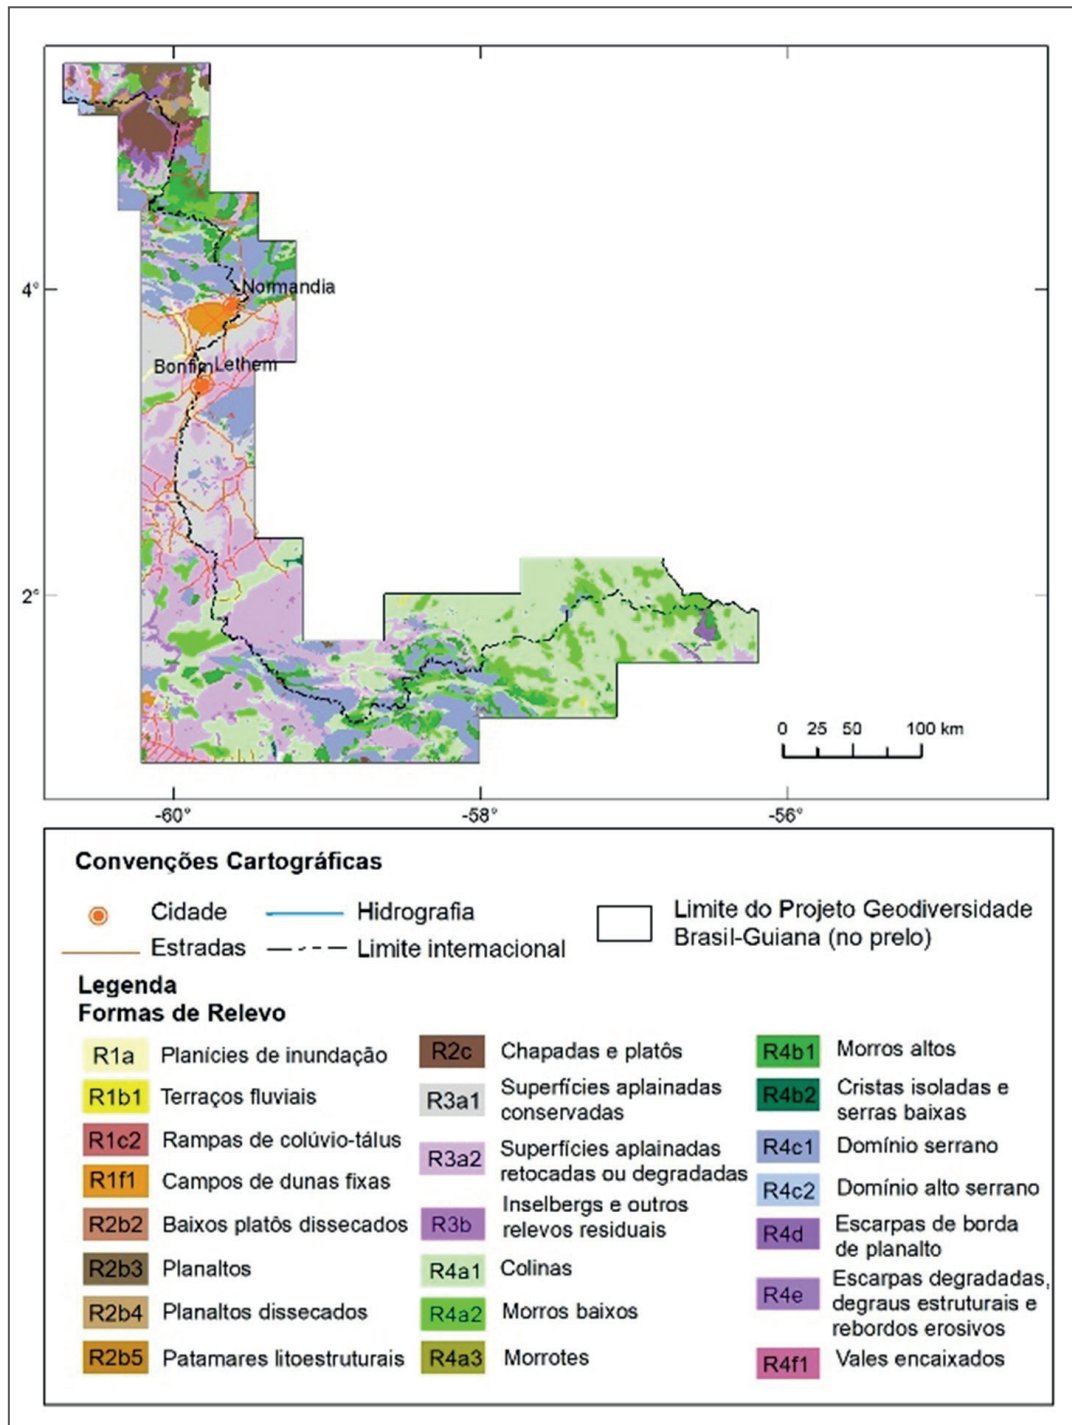 4°
Normandia
Bonfim Lethem
2°
0 25 50 100 km
-60° -58° -56°
Convenções Cartográficas
Cidade
Hidrografia
Estradas
Limite internacional
Limite do Projeto Geodiversidade
Brasil-Guiana (no prelo)
Legenda
Formas de Relevo
R1a Planícies de inundação
R1b1 Terraços fluviais
R1c2 Rampas de colúvio-tálus
R1f1 Campos de dunas fixas
R2b2 Baixos platôs dissecados
R2b3 Planaltos
R2b4 Planaltos dissecados
R2b5 Patamares litoestruturais
R2c Chapadas e platôs
R3a1 Superfícies aplainadas
conservadas
R3a2 Superfícies aplainadas
retocadas ou degradadas
R3b Inselbergs e outros
relevos residuais
R4a1 Colinas
R4a2 Morros baixos
R4a3 Morrotes
R4b1 Morros altos
R4b2 Cristas isoladas e
serras baixas
R4c1 Domínio serrano
R4c2 Domínio alto serrano
R4d Escarpas de borda
de planalto
R4e Escarpas degradadas,
degraus estruturais e
rebordos erosivos
R4f1 Vales encaixados